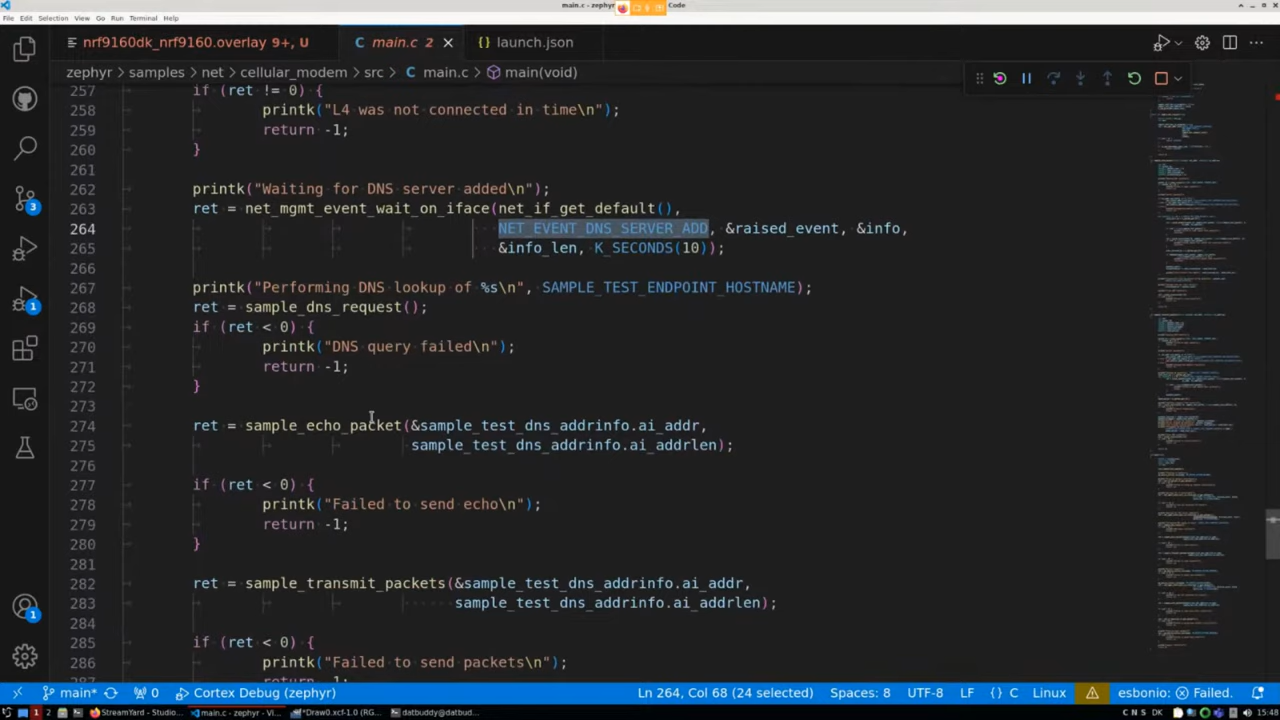 main.c - zephyr
Code
File Edit Selection View Go Run Terminal Help
nrf9160dk_nrf9160.overlay 9+, U
C main.c 2
{} launch.json
zephyr > samples > net > cellular_modem > src > C main.c > main(void)
257 if (ret != 0) {
258 printk("L4 was not connected in time\n");
259 return -1;
260 }
261
262 printk("Waiting for DNS server added\n");
263 ret = net_mgmt_event_wait_on_iface(net_if_get_default(),
264 NET_EVENT_DNS_SERVER_ADD, &raised_event, &info,
265 &info_len, K_SECONDS(10));
266
267 printk("Performing DNS lookup of %s\n", SAMPLE_TEST_ENDPOINT_HOSTNAME);
268 ret = sample_dns_request();
269 if (ret < 0) {
270 printk("DNS query failed\n");
271 return -1;
272 }
273
274 ret = sample_echo_packet(&sample_test_dns_addrinfo.ai_addr,
275 sample_test_dns_addrinfo.ai_addrlen);
276
277 if (ret < 0) {
278 printk("Failed to send echo\n");
279 return -1;
280 }
281
282 ret = sample_transmit_packets(&sample_test_dns_addrinfo.ai_addr,
283 sample_test_dns_addrinfo.ai_addrlen);
284
285 if (ret < 0) {
286 printk("Failed to send packets\n");
287 return -1;
3
1
1
main* 0 Cortex Debug (zephyr) Ln 264, Col 68 (24 selected) Spaces: 8 UTF-8 LF {} C Linux esbonio: Failed.
1 2 StreamYard - Studio... main.c - zephyr - Vi... *Draw0.xcf-1.0 (RG... datbuddy@datbud... C N S DK 15:48